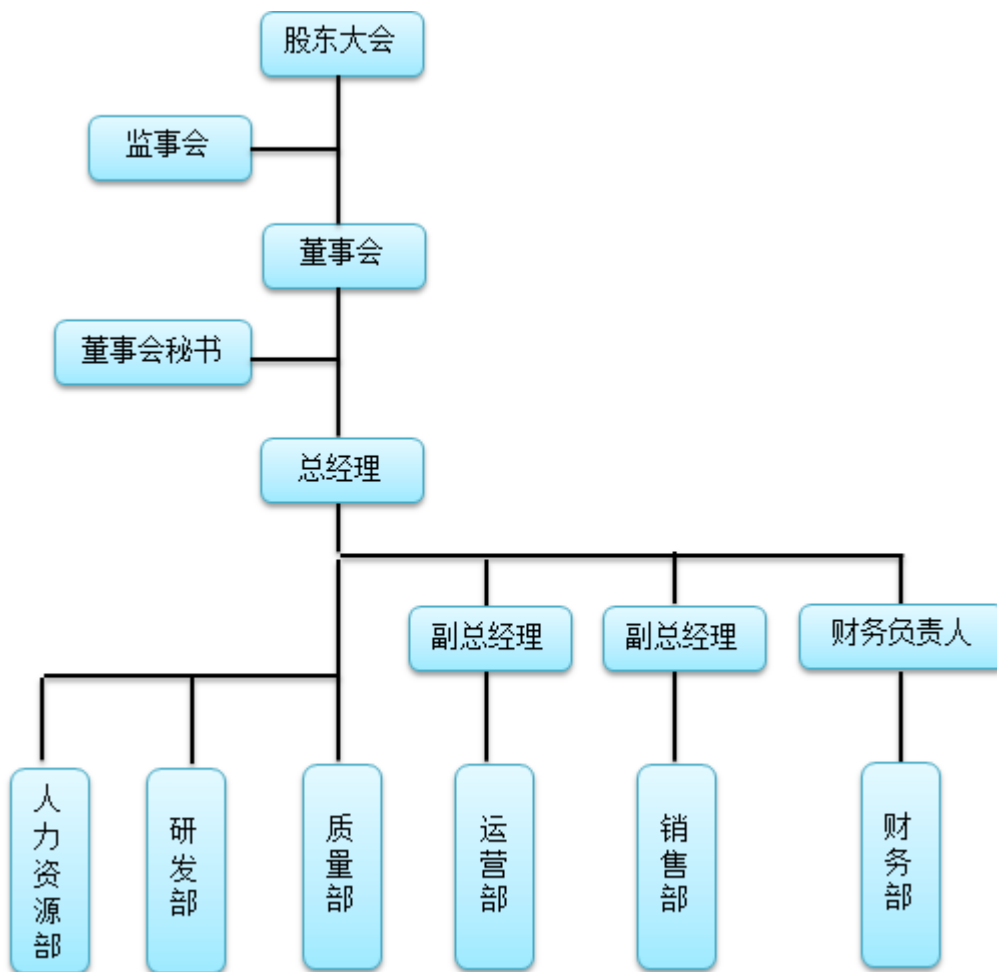 股东大会
监事会
董事会
董事会秘书
总经理
副总经理
副总经理
财务负责人
人力资源部
研发部
质量部
运营部
销售部
财务部